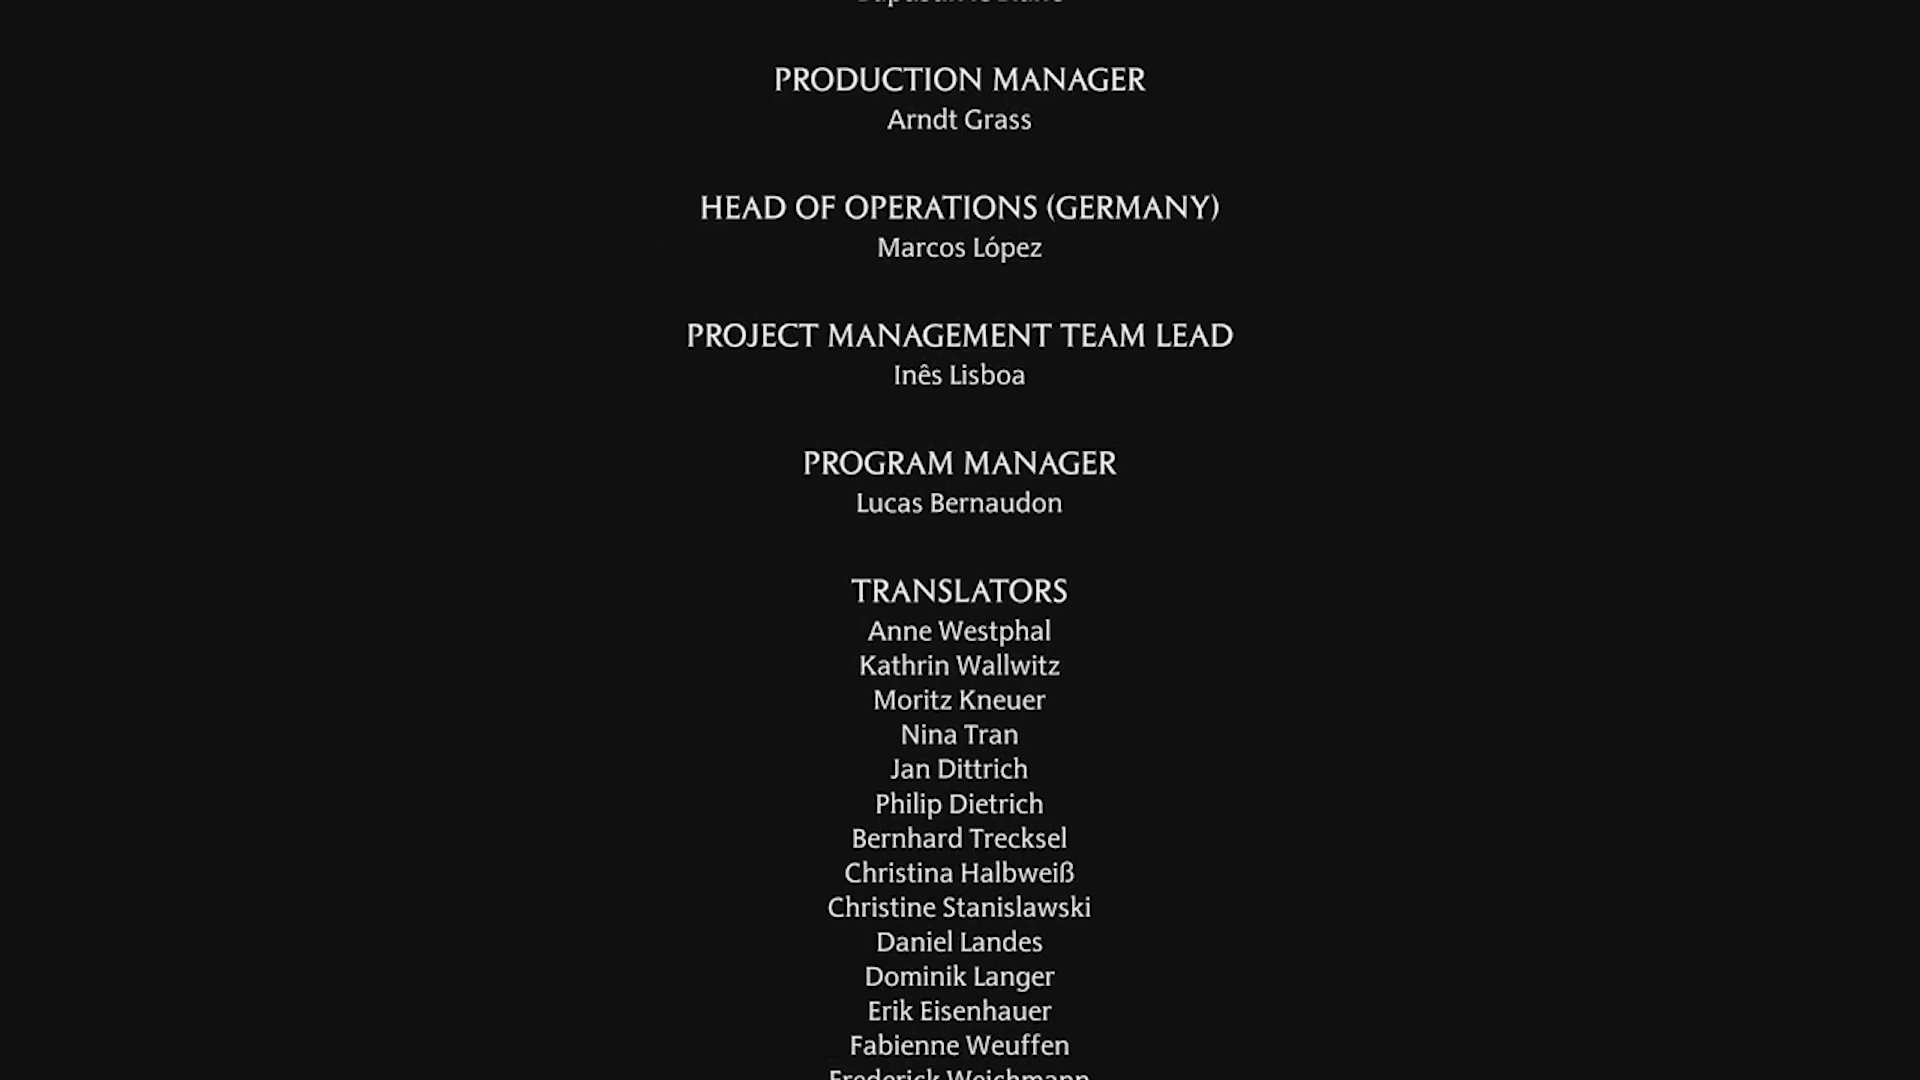 PRODUCTION MANAGER
Arndt Grass
HEAD OF OPERATIONS (GERMANY)
Marcos López
PROJECT MANAGEMENT TEAM LEAD
Inês Lisboa
PROGRAM MANAGER
Lucas Bernaudon
TRANSLATORS
Anne Westphal
Kathrin Wallwitz
Moritz Kneuer
Nina Tran
Jan Dittrich
Philip Dietrich
Bernhard Trecksel
Christina Halbweiß
Christine Stanislawski
Daniel Landes
Dominik Langer
Erik Eisenhauer
Fabienne Weuffen
Frederick Weichmann